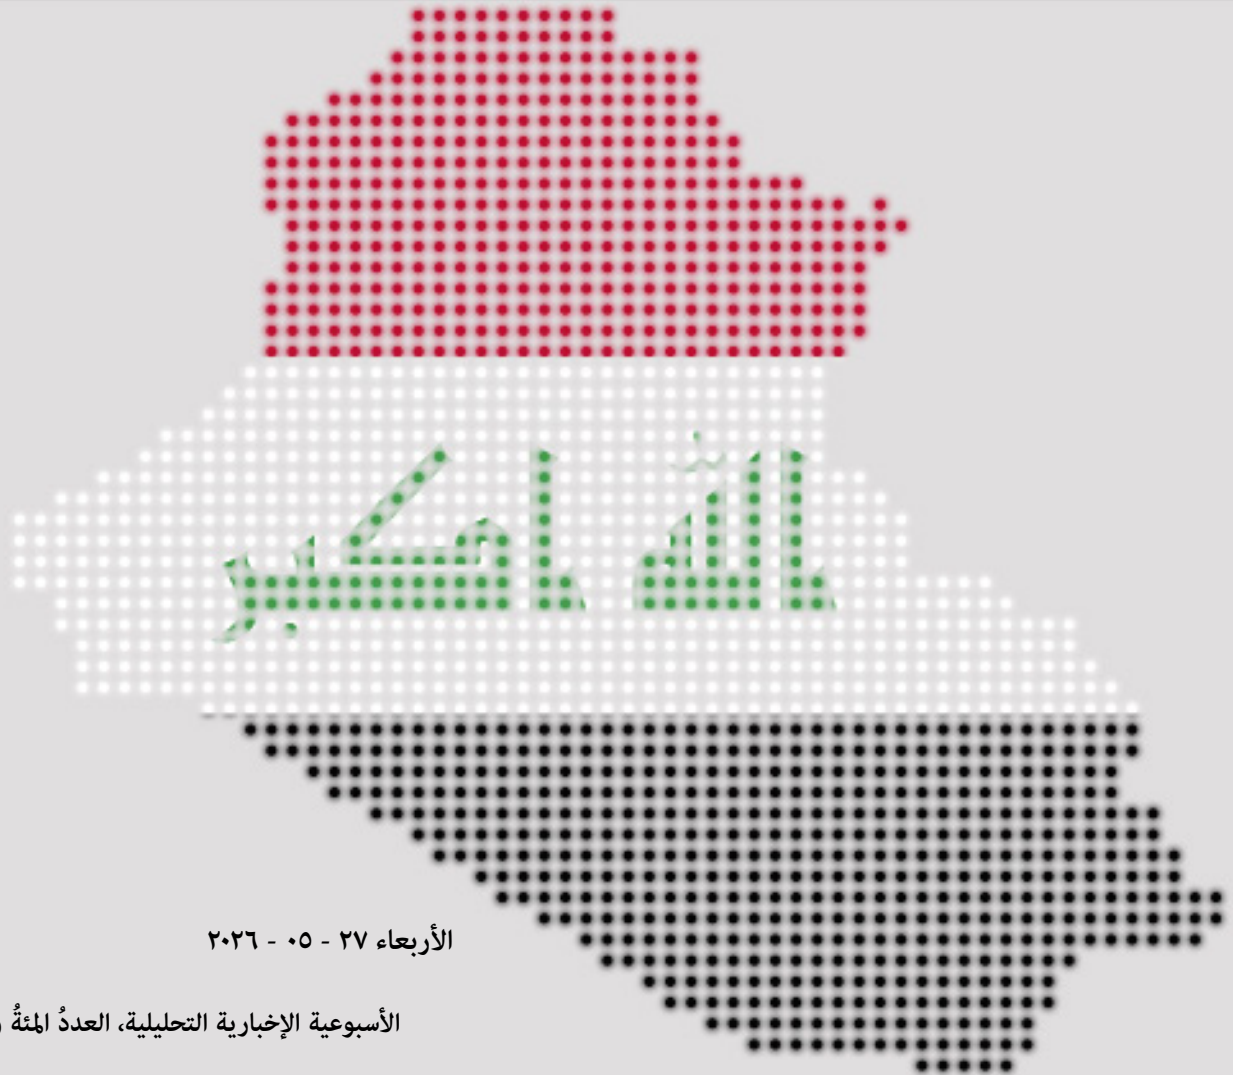 الله اكبر
الأربعاء ٢٧ - ٠٥ - ٢٠٢٦
الأسبوعية الإخبارية التحليلية، العددُ المئةُ